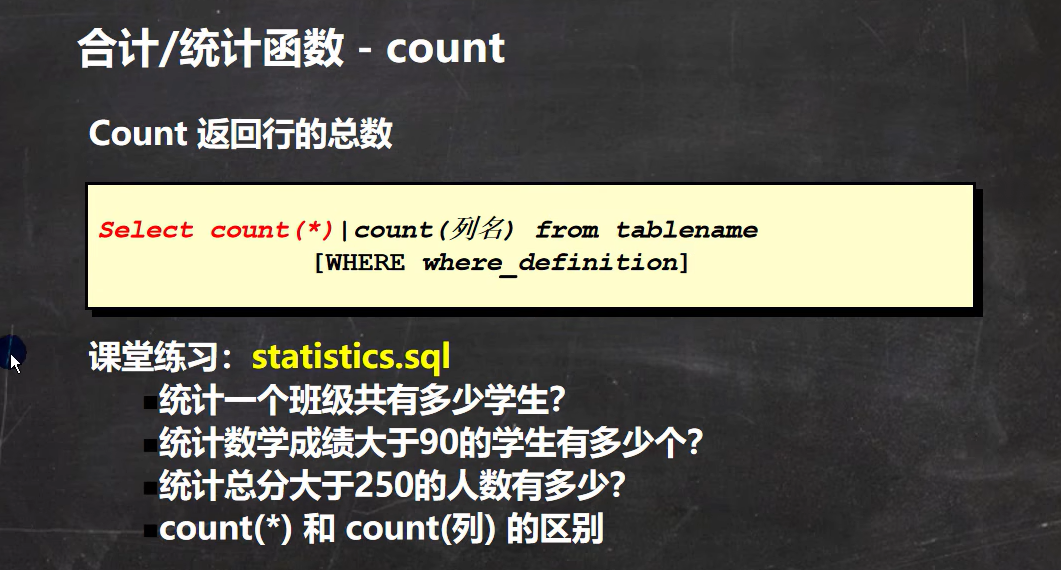 合计/统计函数 - count
Count 返回行的总数
Select count(*)|count(列名) from tablename
[WHERE where_definition]
课堂练习：statistics.sql
▪统计一个班级共有多少学生？
▪统计数学成绩大于90的学生有多少个？
▪统计总分大于250的人数有多少？
▪count(*) 和 count(列) 的区别